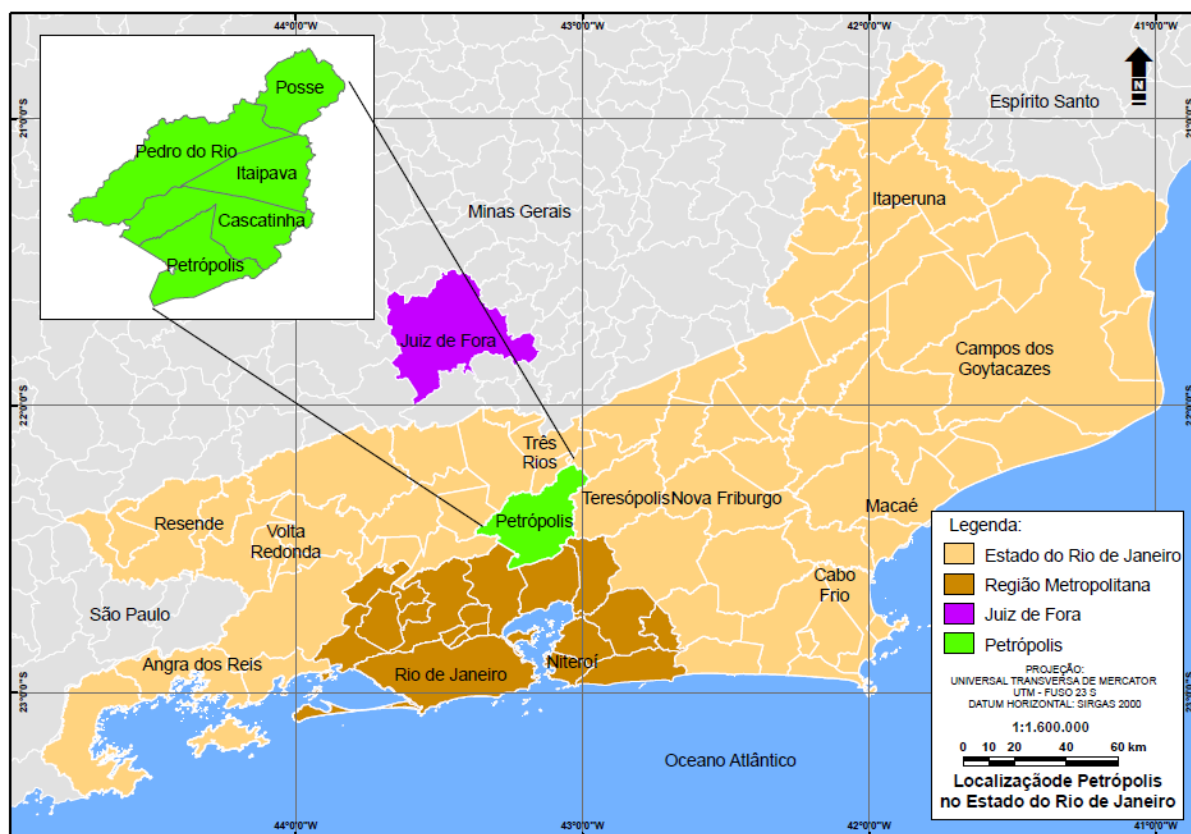 44°0'0"W
43°0'0"W
42°0'0"W
41°0'0"W
Posse
Pedro do Rio
Itaipava
Cascatinha
Petrópolis
N
Espírito Santo
21°0'0"S
21°0'0"S
Itaperuna
Minas Gerais
Juiz de Fora
Campos dos
Goytacazes
22°0'0"S
22°0'0"S
Três
Rios
Teresópolis
Nova Friburgo
Macaé
Petrópolis
Resende
Volta
Redonda
Cabo
Frio
São Paulo
Angra dos Reis
Rio de Janeiro
Niteroí
23°0'0"S
23°0'0"S
Oceano Atlântico
Legenda:
Estado do Rio de Janeiro
Região Metropolitana
Juiz de Fora
Petrópolis
PROJEÇÃO:
UNIVERSAL TRANSVERSA DE MERCATOR
UTM - FUSO 23 S
DATUM HORIZONTAL: SIRGAS 2000
1:1.600.000
0 10 20 40 60 km
Localizaçãode Petrópolis
no Estado do Rio de Janeiro
44°0'0"W
43°0'0"W
42°0'0"W
41°0'0"W